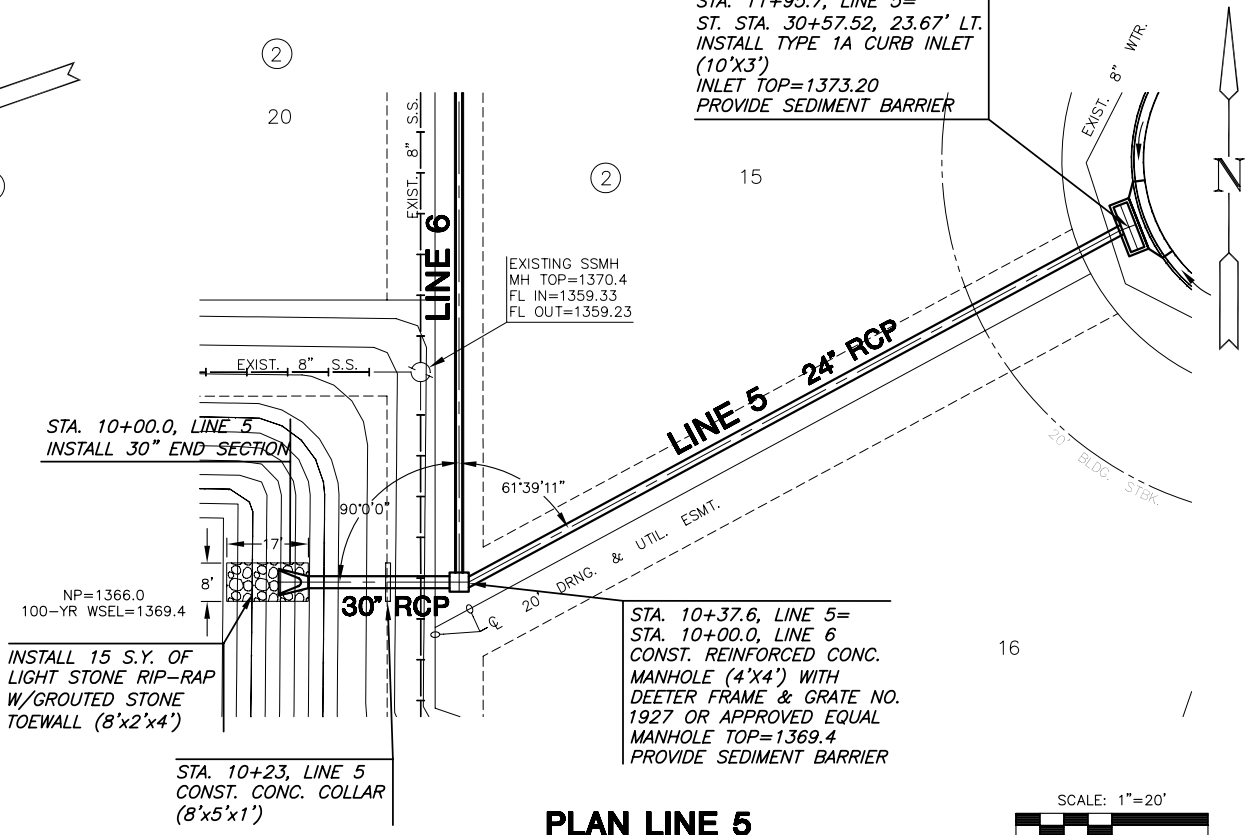 STA. 11+95.7, LINE 5=
ST. STA. 30+57.52, 23.67' LT.
INSTALL TYPE 1A CURB INLET
(10'X3')
INLET TOP=1373.20
PROVIDE SEDIMENT BARRIER
EXIST. 8" WTR.
N
2
20
EXIST. 8" S.S.
2
15
LINE 6
EXISTING SSMH
MH TOP=1370.4
FL IN=1359.33
FL OUT=1359.23
EXIST. 8" S.S.
LINE 5 24" RCP
STA. 10+00.0, LINE 5
INSTALL 30" END SECTION
20' BLDG. STBK.
90°0'0"
61°39'11"
17'
8'
NP=1366.0
100-YR WSEL=1369.4
30" RCP
℄ 20' DRNG. & UTIL. ESMT.
STA. 10+37.6, LINE 5=
STA. 10+00.0, LINE 6
CONST. REINFORCED CONC.
MANHOLE (4'X4') WITH
DEETER FRAME & GRATE NO.
1927 OR APPROVED EQUAL
MANHOLE TOP=1369.4
PROVIDE SEDIMENT BARRIER
16
INSTALL 15 S.Y. OF
LIGHT STONE RIP-RAP
W/GROUTED STONE
TOEWALL (8'x2'x4')
STA. 10+23, LINE 5
CONST. CONC. COLLAR
(8'x5'x1')
PLAN LINE 5
SCALE: 1"=20'